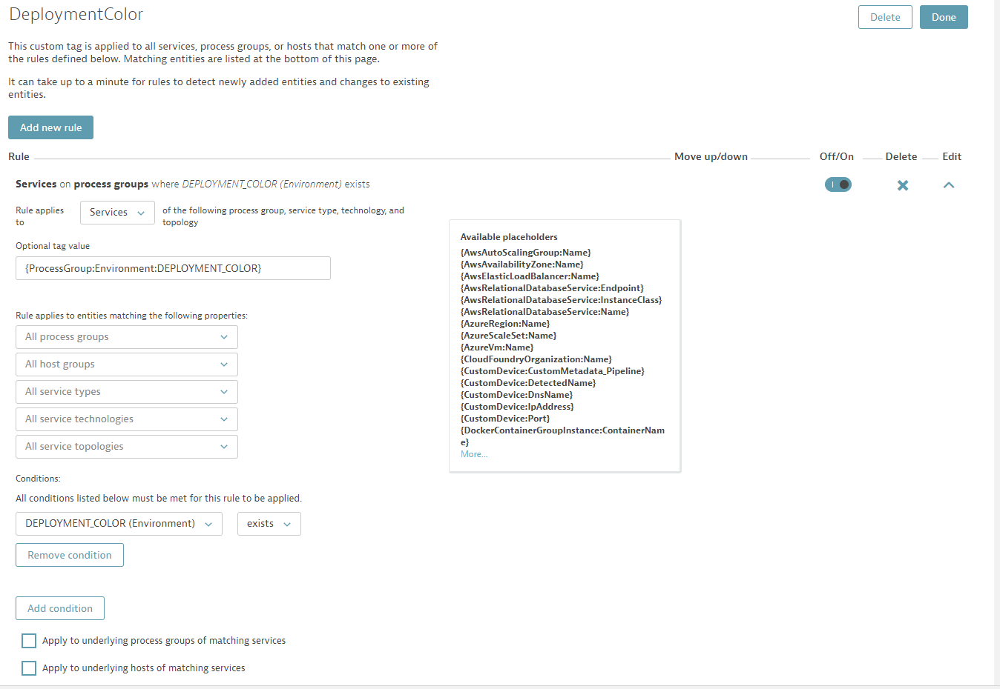 DeploymentColor
Delete
Done
This custom tag is applied to all services, process groups, or hosts that match one or more of
the rules defined below. Matching entities are listed at the bottom of this page.
It can take up to a minute for rules to detect newly added entities and changes to existing
entities.
Add new rule
Rule
Move up/down
Off/On
Delete
Edit
Services on process groups where DEPLOYMENT_COLOR (Environment) exists
Rule applies
to
Services
of the following process group, service type, technology, and
topology
Optional tag value
{ProcessGroup:Environment:DEPLOYMENT_COLOR}
Rule applies to entities matching the following properties:
All process groups
All host groups
All service types
All service technologies
All service topologies
Available placeholders
{AwsAutoScalingGroup:Name}
{AwsAvailabilityZone:Name}
{AwsElasticLoadBalancer:Name}
{AwsRelationalDatabaseService:Endpoint}
{AwsRelationalDatabaseService:InstanceClass}
{AwsRelationalDatabaseService:Name}
{AzureRegion:Name}
{AzureScaleSet:Name}
{AzureVm:Name}
{CloudFoundryOrganization:Name}
{CustomDevice:CustomMetadata_Pipeline}
{CustomDevice:DetectedName}
{CustomDevice:DnsName}
{CustomDevice:IpAddress}
{CustomDevice:Port}
{DockerContainerGroupInstance:ContainerNam
e}
More...
Conditions:
All conditions listed below must be met for this rule to be applied.
DEPLOYMENT_COLOR (Environment)
exists
Remove condition
Add condition
Apply to underlying process groups of matching services
Apply to underlying hosts of matching services